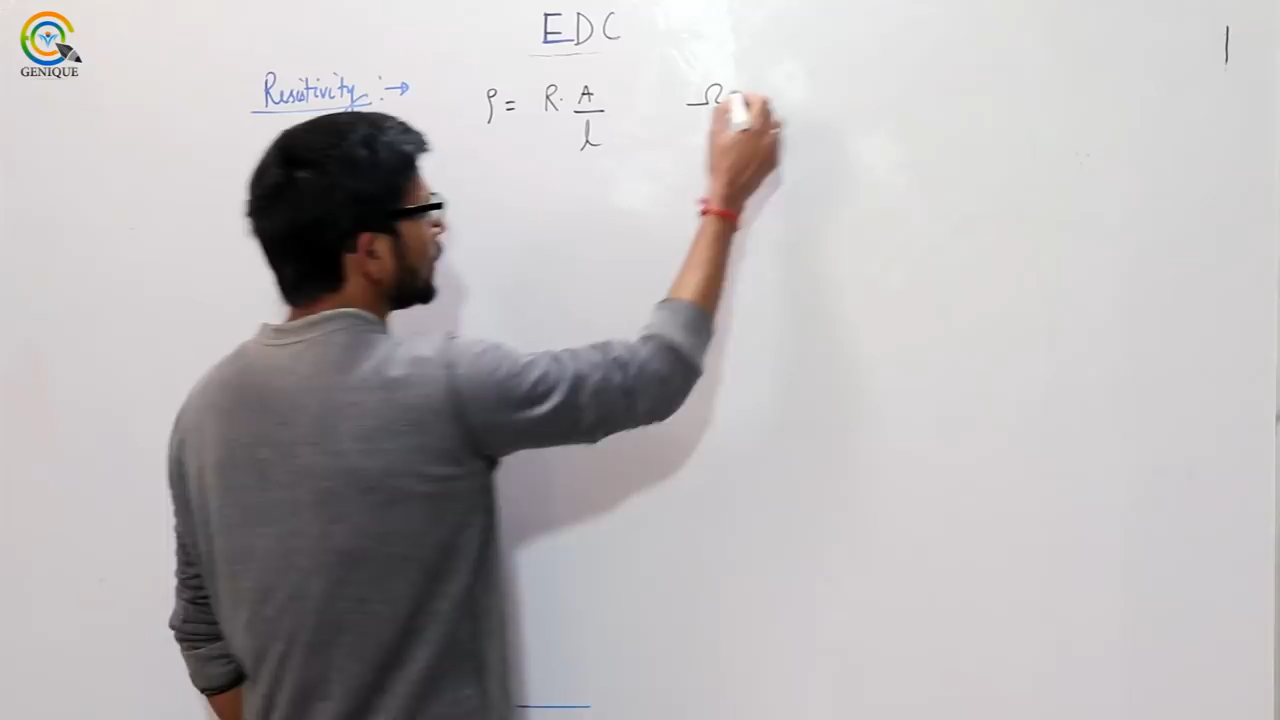 GENIQUE
EDC
Resistivity :→ ρ = R. A/l Ω